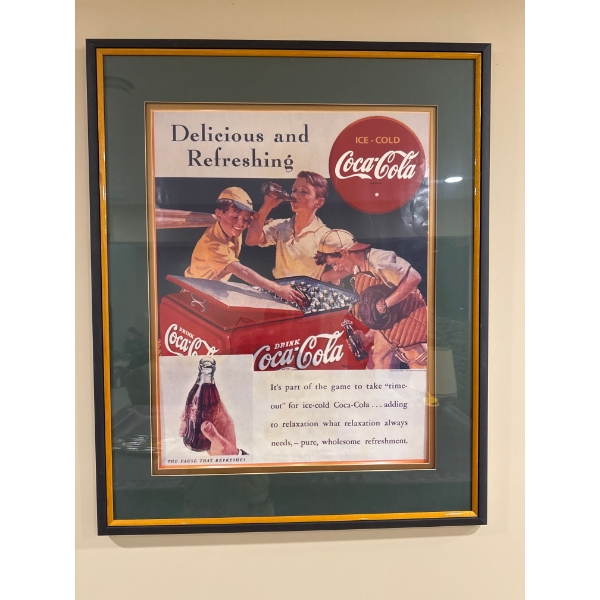 Delicious and
Refreshing
ICE-COLD
Coca-Cola
DRINK
Coca-Cola
DRINK
Coca-Cola
It's part of the game to take "time-
out" for ice-cold Coca-Cola... adding
to relaxation what relaxation always
needs,—pure, wholesome refreshment.
THE PAUSE THAT REFRESHES